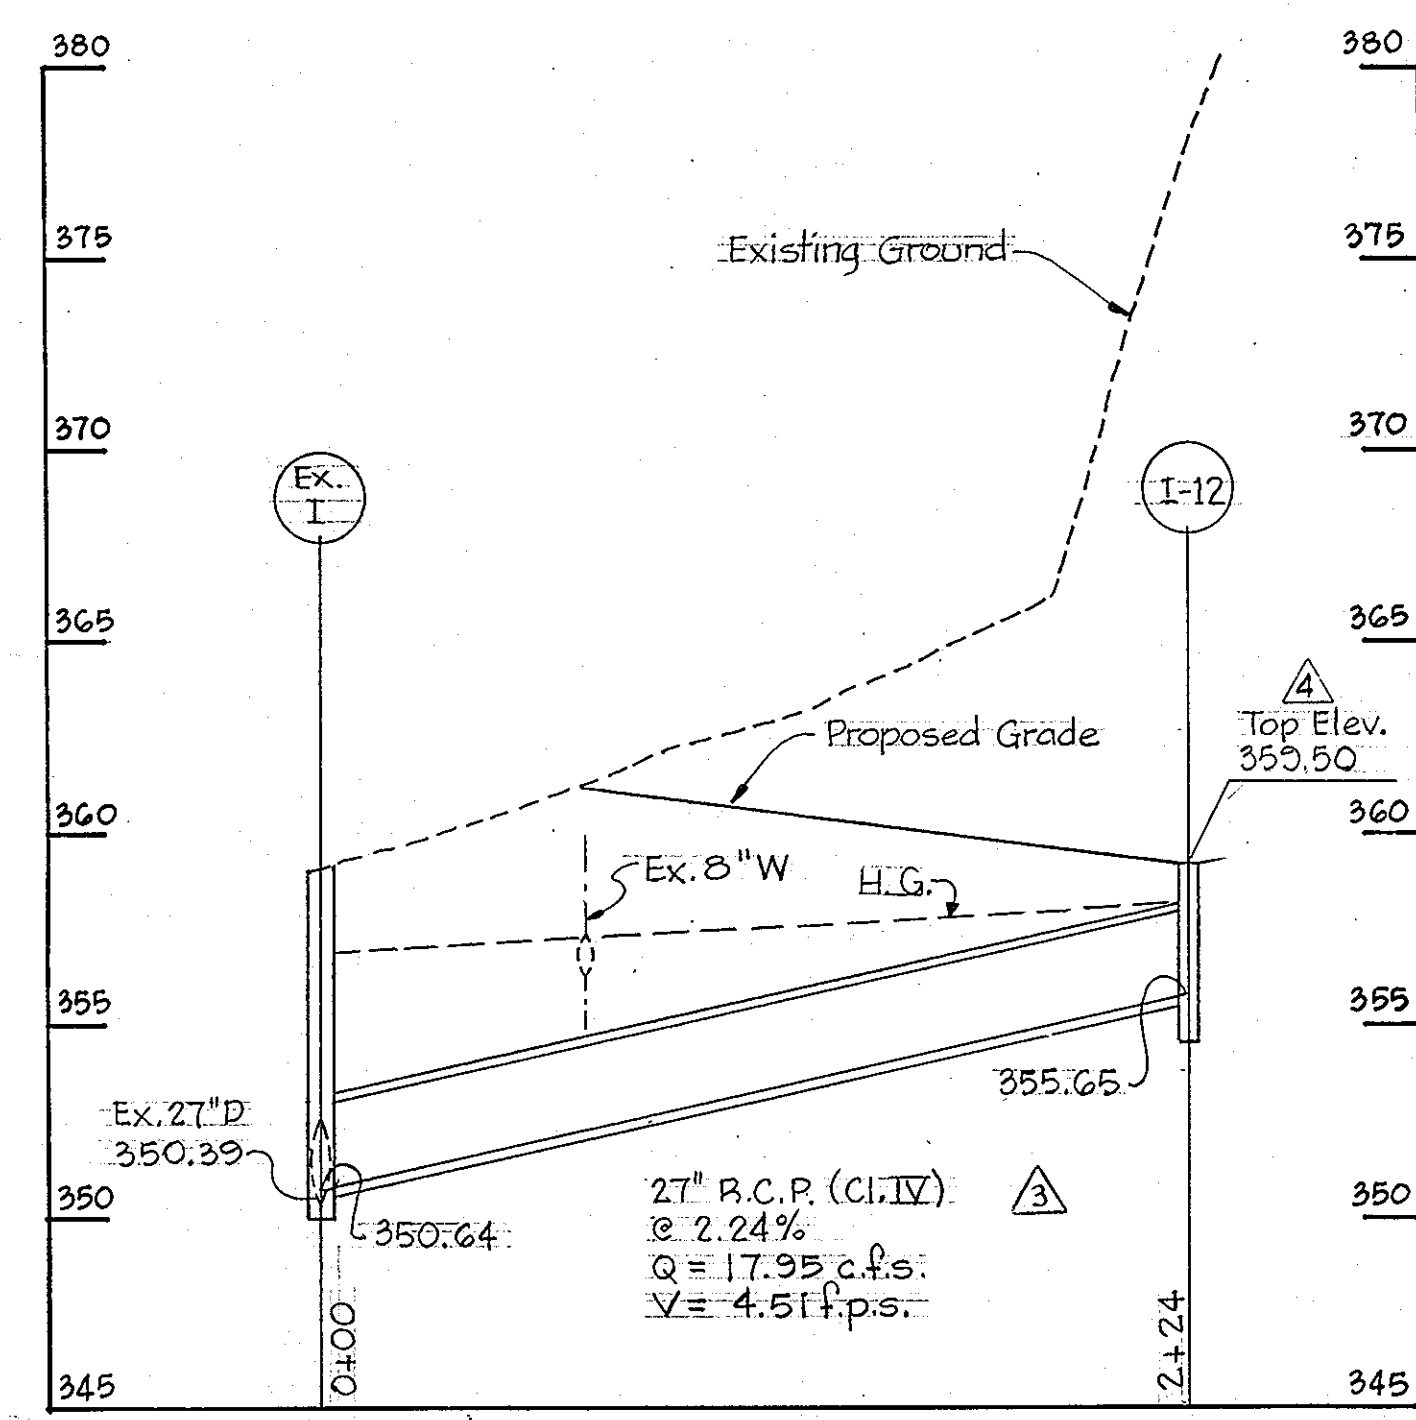 380
380
375
375
Existing Ground
370
370
Ex.
I
I-12
365
365
4
Top Elev.
359.50
Proposed Grade
360
360
Ex. 8"W
H.G.
355
355
355.65
Ex. 27"D
350.39
350
350
350.64
27" R.C.P. (Cl. IV)
@ 2.24%
Q = 17.95 c.f.s.
V = 4.51 f.p.s.
3
0+00
2+24
345
345